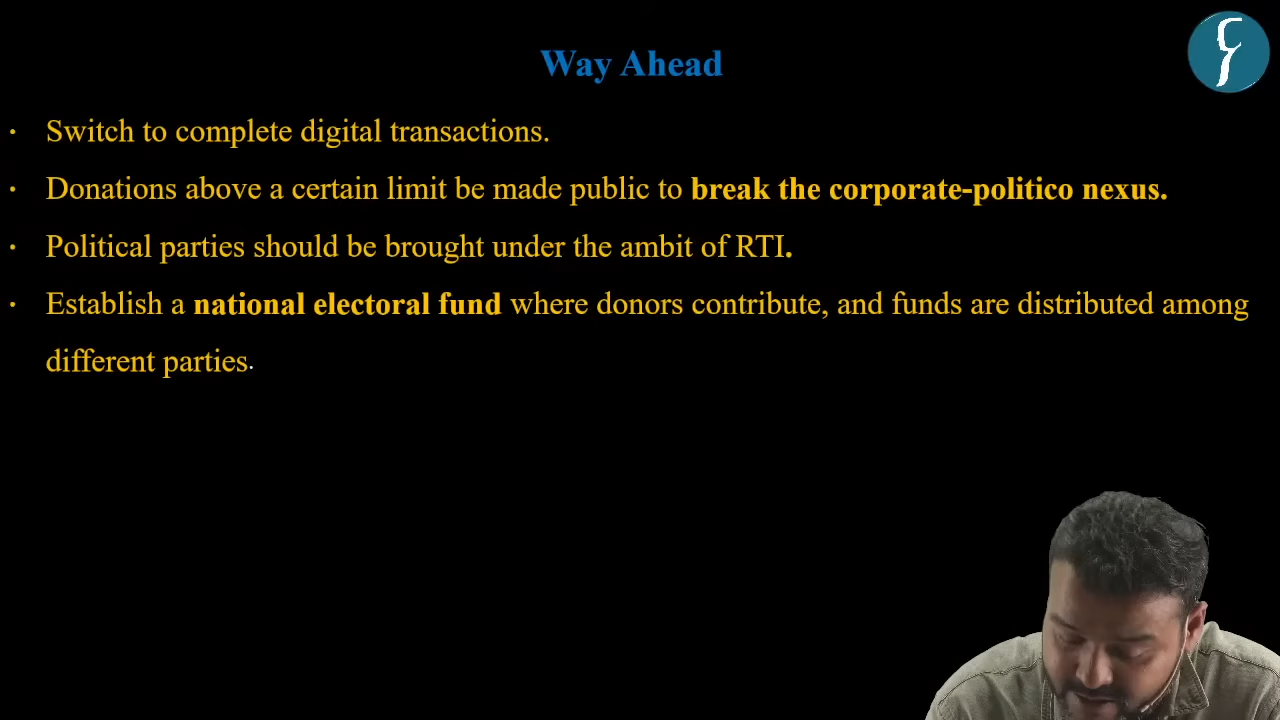 Way Ahead
· Switch to complete digital transactions.
· Donations above a certain limit be made public to break the corporate-politico nexus.
· Political parties should be brought under the ambit of RTI.
· Establish a national electoral fund where donors contribute, and funds are distributed among
different parties.